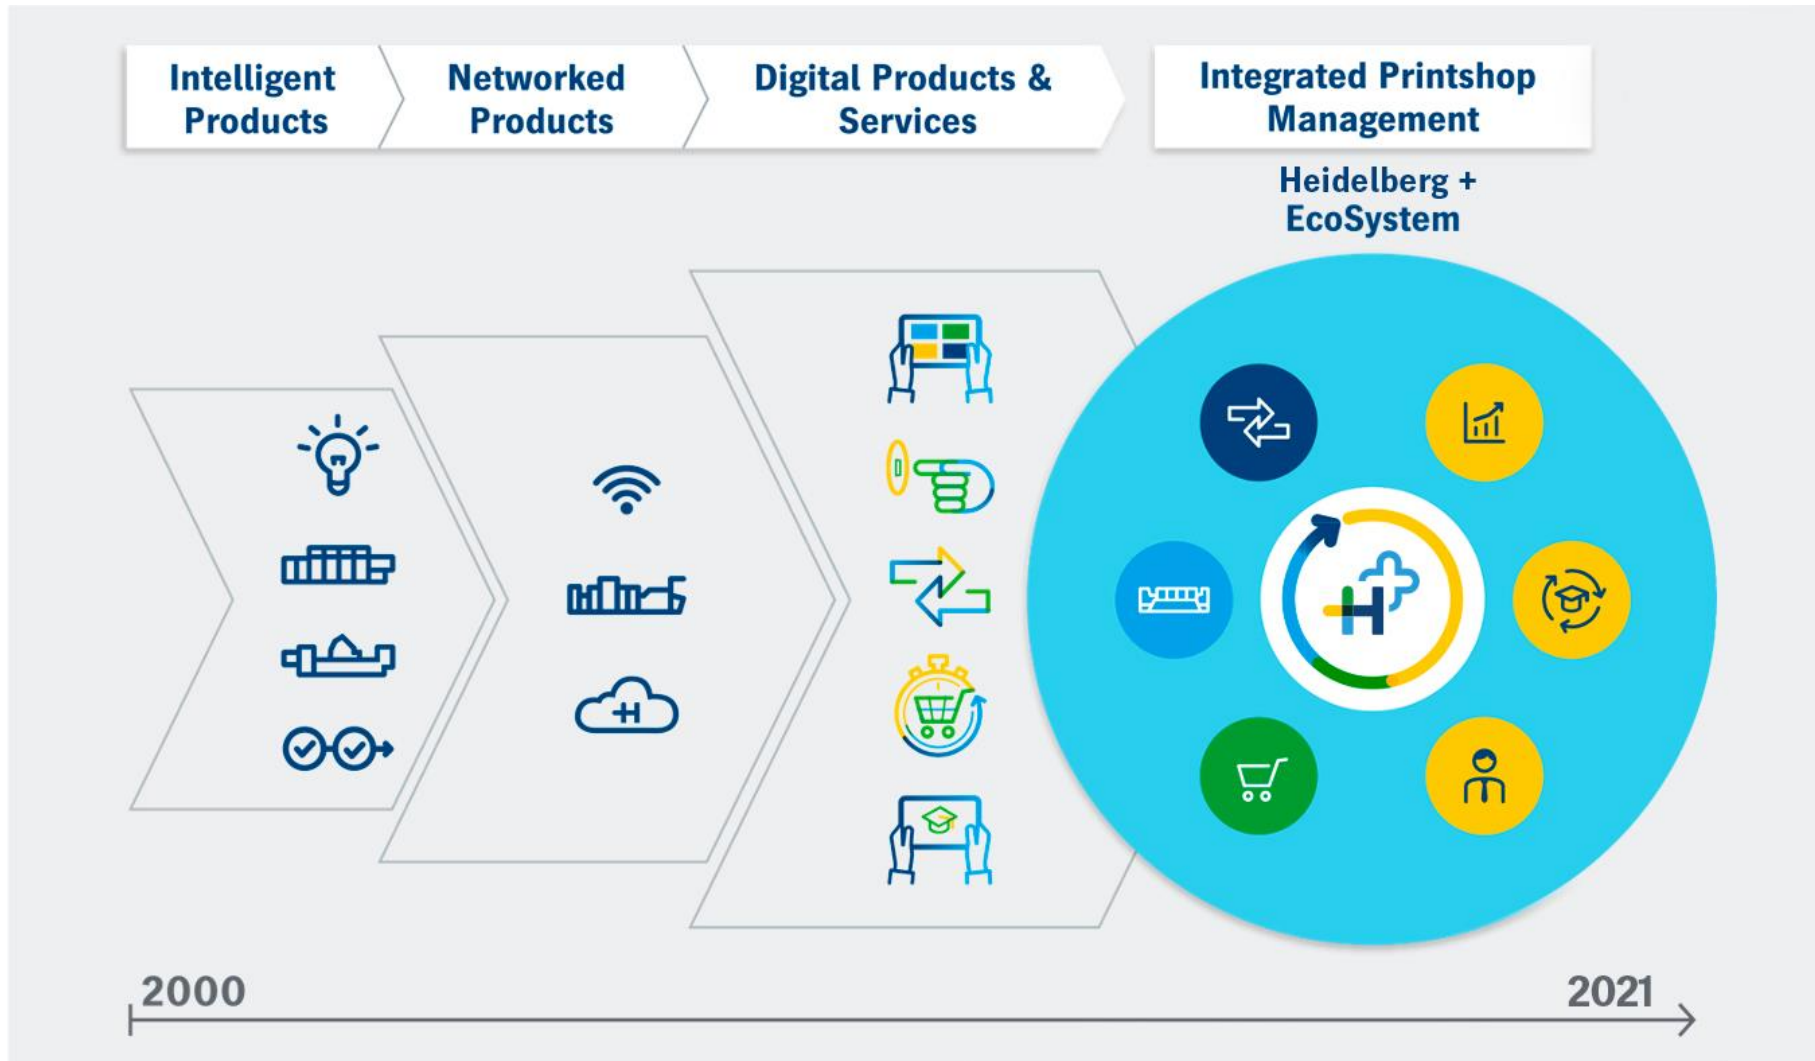 Intelligent
Products
Networked
Products
Digital Products &
Services
Integrated Printshop
Management
Heidelberg +
EcoSystem
H
H
2000
2021